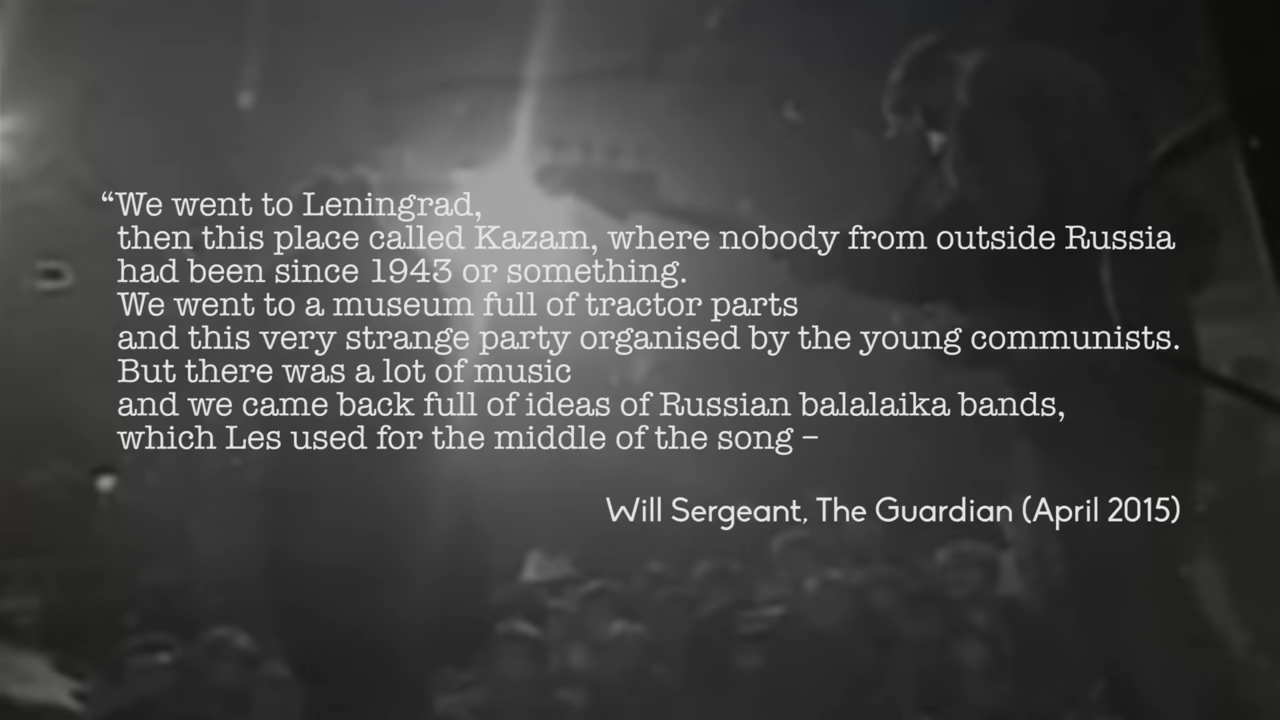 “We went to Leningrad,
then this place called Kazam, where nobody from outside Russia
had been since 1943 or something.
We went to a museum full of tractor parts
and this very strange party organised by the young communists.
But there was a lot of music
and we came back full of ideas of Russian balalaika bands,
which Les used for the middle of the song –
Will Sergeant, The Guardian (April 2015)